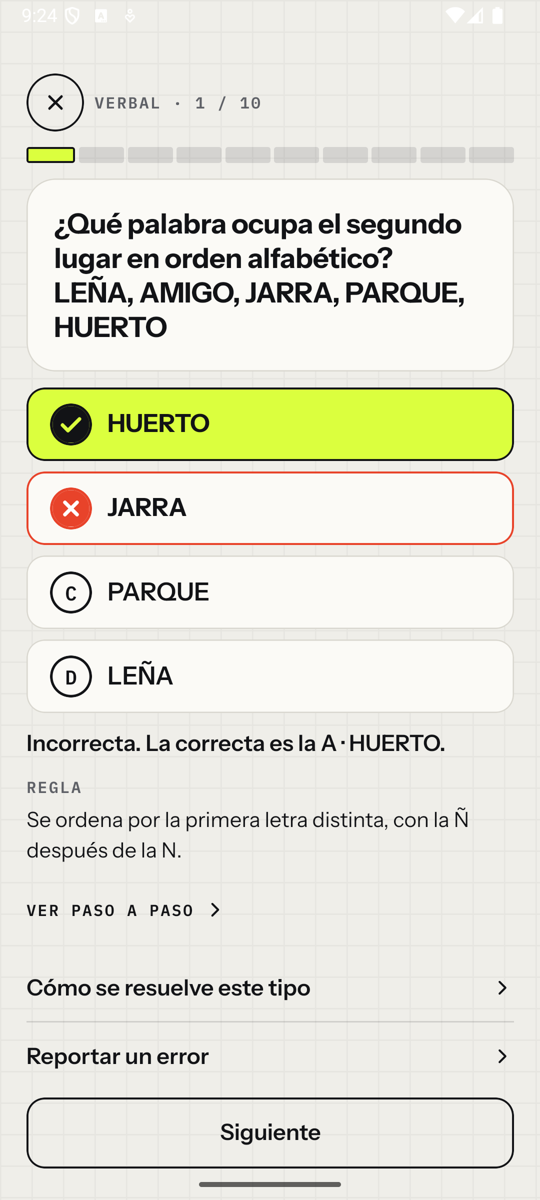 9:24
VERBAL · 1 / 10
¿Qué palabra ocupa el segundo
lugar en orden alfabético?
LEÑA, AMIGO, JARRA, PARQUE,
HUERTO
HUERTO
JARRA
C PARQUE
D LEÑA
Incorrecta. La correcta es la A · HUERTO.
REGLA
Se ordena por la primera letra distinta, con la Ñ
después de la N.
VER PASO A PASO
Cómo se resuelve este tipo
Reportar un error
Siguiente